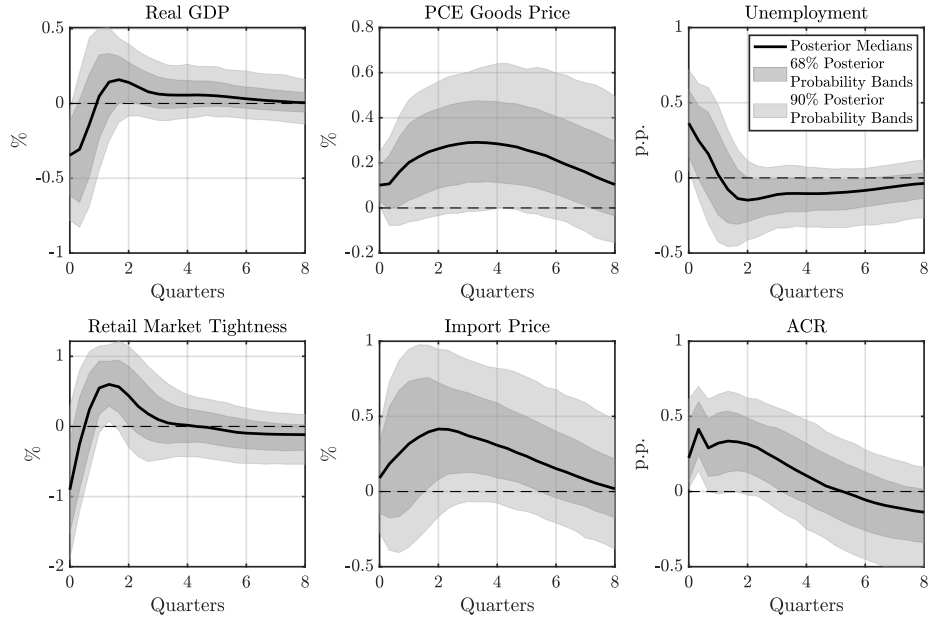 Real GDP
0.5
0
-0.5
-1
%
0 2 4 6 8
Quarters
PCE Goods Price
0.8
0.6
0.4
0.2
0
0.2
%
0 2 4 6 8
Quarters
Unemployment
1
0.5
0
-0.5
p.p.
0 2 4 6 8
Quarters
Posterior Medians
68% Posterior
Probability Bands
90% Posterior
Probability Bands
Retail Market Tightness
1
0
-1
-2
%
0 2 4 6 8
Quarters
Import Price
1
0.5
0
-0.5
%
0 2 4 6 8
Quarters
ACR
1
0.5
0
-0.5
p.p.
0 2 4 6 8
Quarters